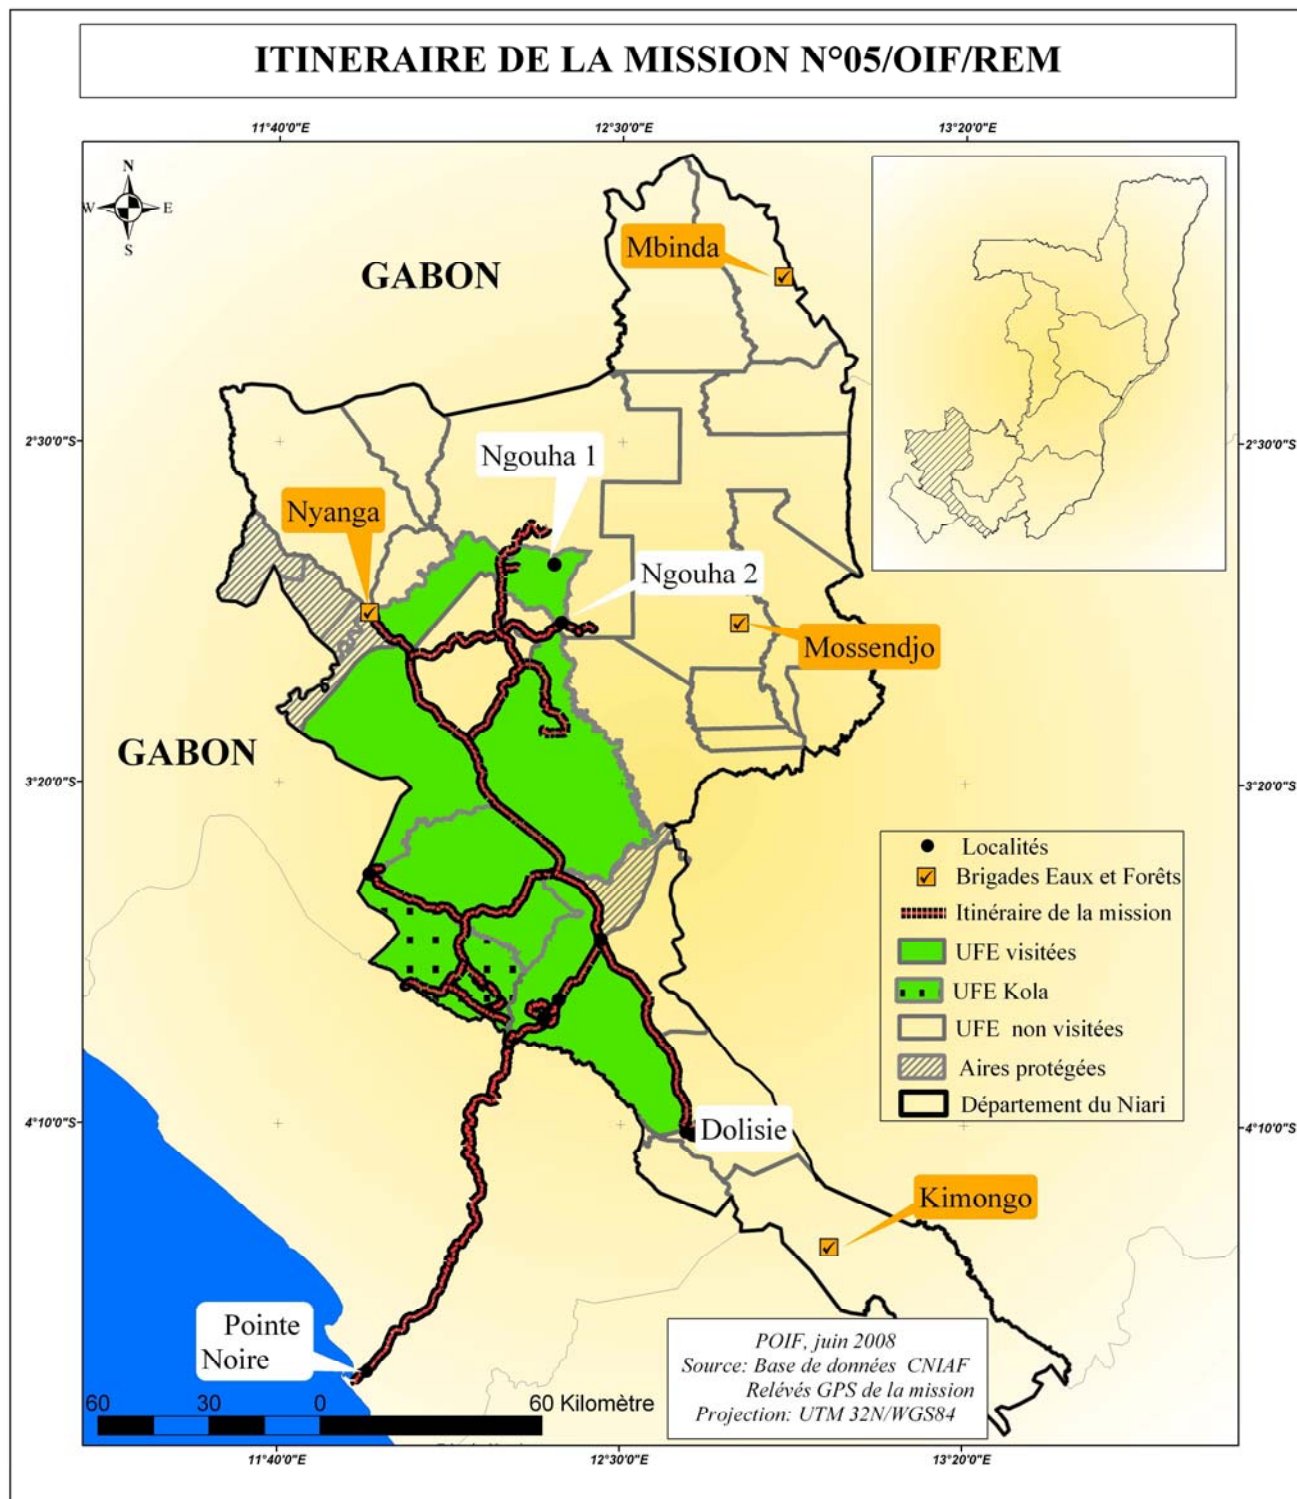 ITINERAIRE DE LA MISSION N°05/OIF/REM
11°40'0"E
12°30'0"E
13°20'0"E
N
W
E
S
Mbinda
GABON
2°30'0"S
2°30'0"S
Ngouha 1
Nyanga
Ngouha 2
Mossendjo
GABON
3°20'0"S
3°20'0"S
Localités
Brigades Eaux et Forêts
Itinéraire de la mission
UFE visitées
UFE Kola
UFE non visitées
Aires protégées
Département du Niari
4°10'0"S
4°10'0"S
Dolisie
Kimongo
Pointe
Noire
POIF, juin 2008
Source: Base de données CNIAF
Rélévés GPS de la mission
Projection: UTM 32N/WGS84
60 30 0 60 Kilomètre
11°40'0"E
12°30'0"E
13°20'0"E